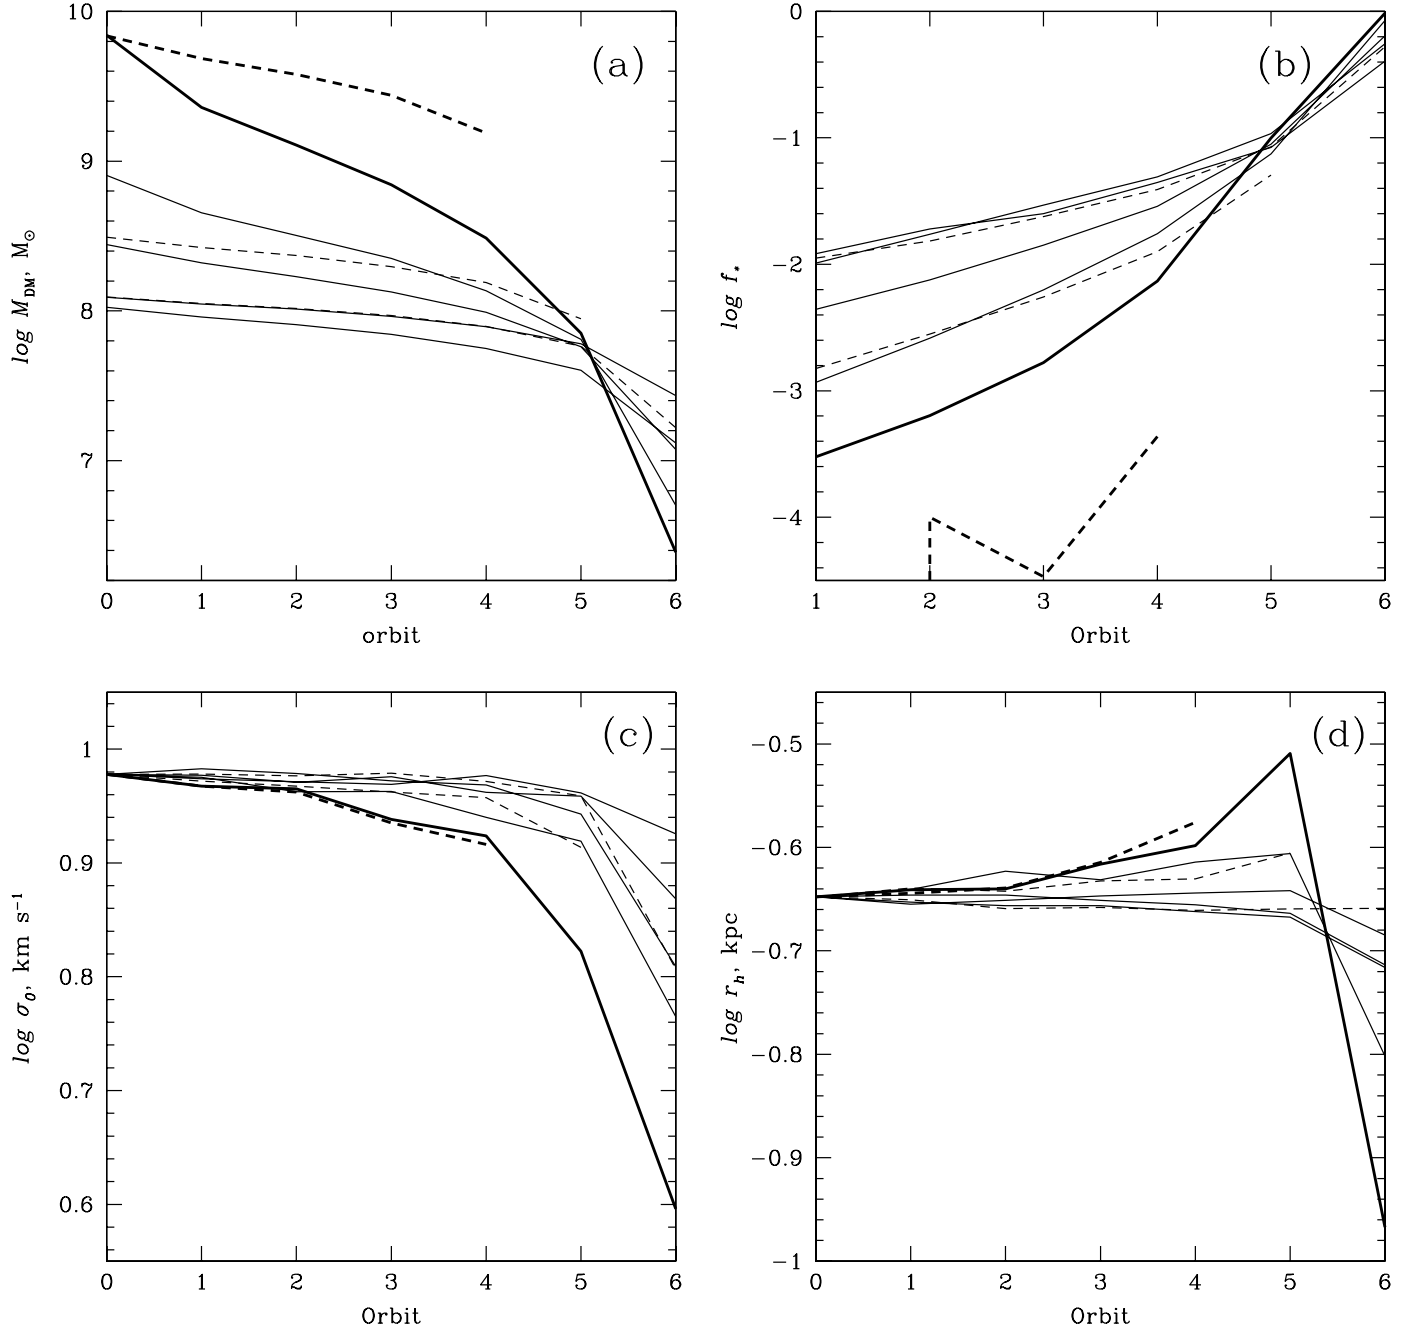 (a)
10
9
8
7
log M_DM, M_⊙
0 1 2 3 4 5 6
orbit
(b)
0
−1
−2
−3
−4
log f_*
1 2 3 4 5 6
Orbit
(c)
1
0.9
0.8
0.7
0.6
log σ_0, km s⁻¹
0 1 2 3 4 5 6
Orbit
(d)
−0.5
−0.6
−0.7
−0.8
−0.9
−1
log r_h, kpc
0 1 2 3 4 5 6
Orbit